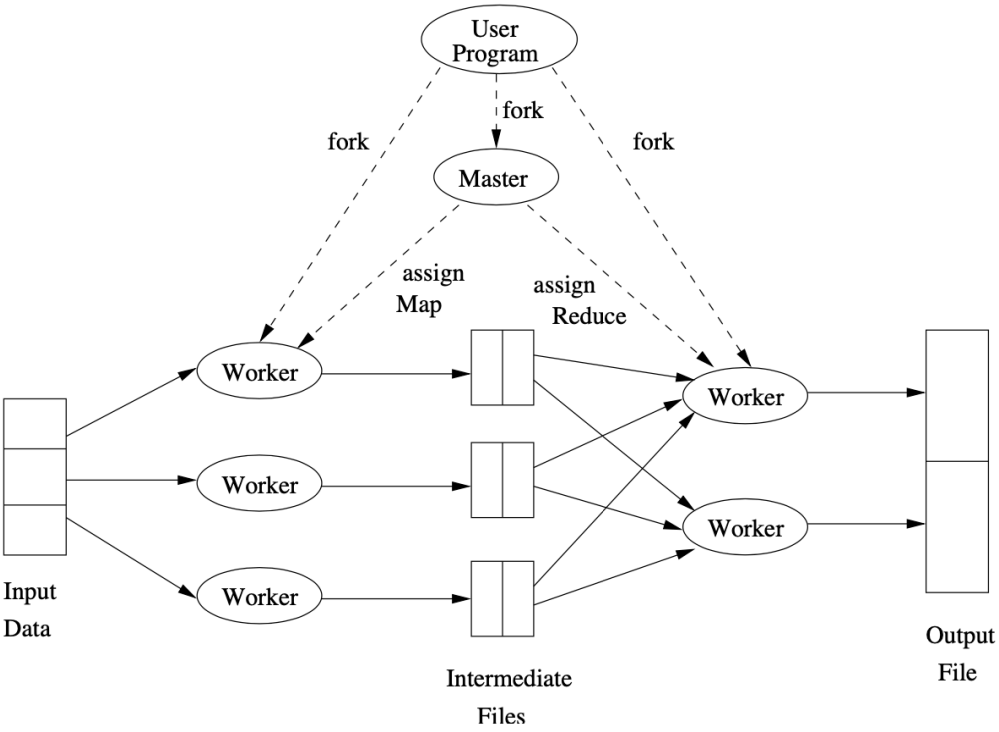 User
Program
fork
fork
fork
Master
assign
Map
assign
Reduce
Worker
Worker
Worker
Worker
Worker
Input
Data
Intermediate
Files
Output
File